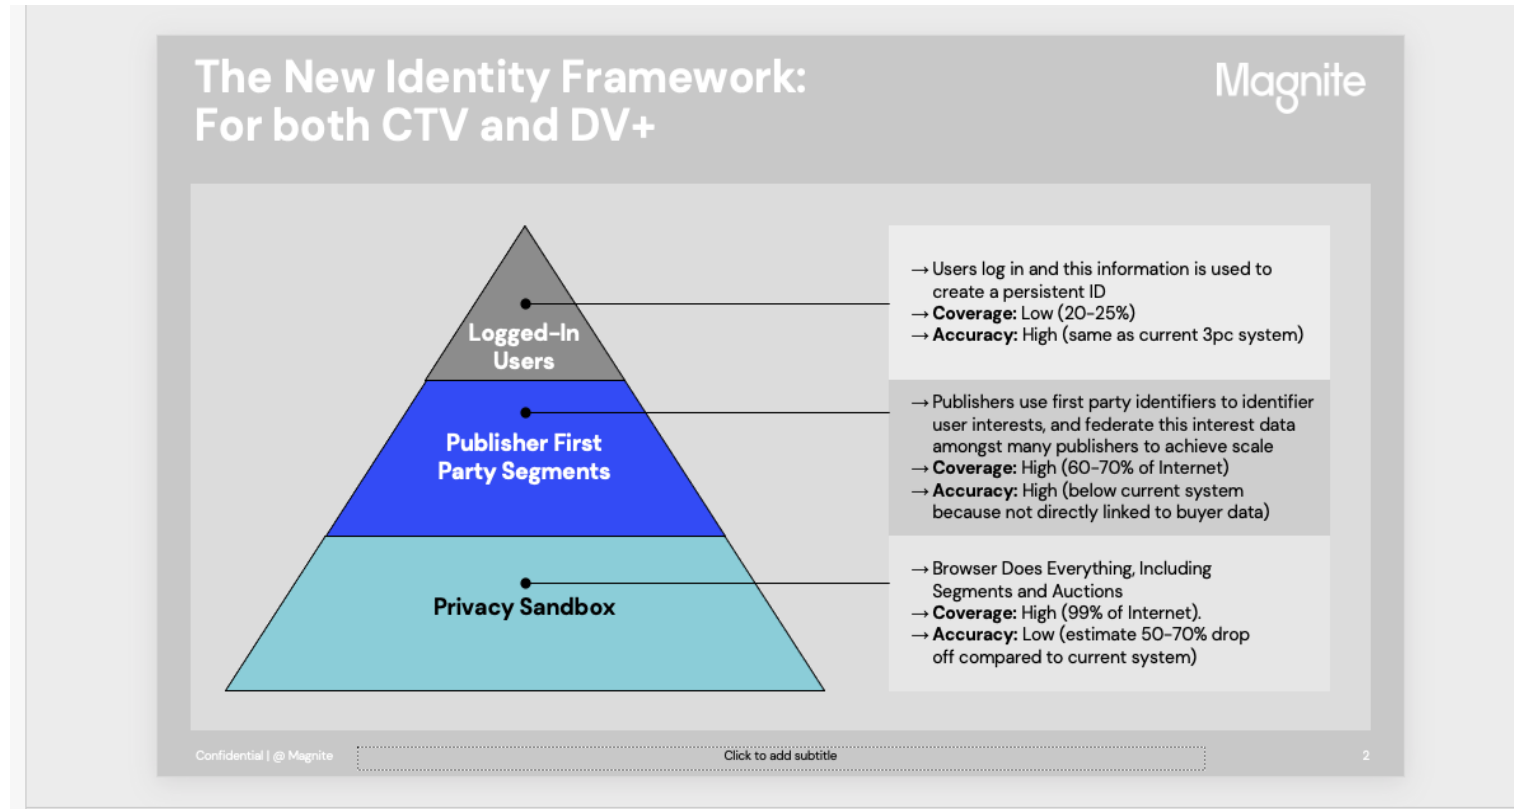 The New Identity Framework:
For both CTV and DV+
Magnite
Logged-In
Users
Publisher First
Party Segments
Privacy Sandbox
→ Users log in and this information is used to
create a persistent ID
→ Coverage: Low (20-25%)
→ Accuracy: High (same as current 3pc system)
→ Publishers use first party identifiers to identifier
user interests, and federate this interest data
amongst many publishers to achieve scale
→ Coverage: High (60-70% of Internet)
→ Accuracy: High (below current system
because not directly linked to buyer data)
→ Browser Does Everything, Including
Segments and Auctions
→ Coverage: High (99% of Internet).
→ Accuracy: Low (estimate 50-70% drop
off compared to current system)
Confidential | @ Magnite
Click to add subtitle
2